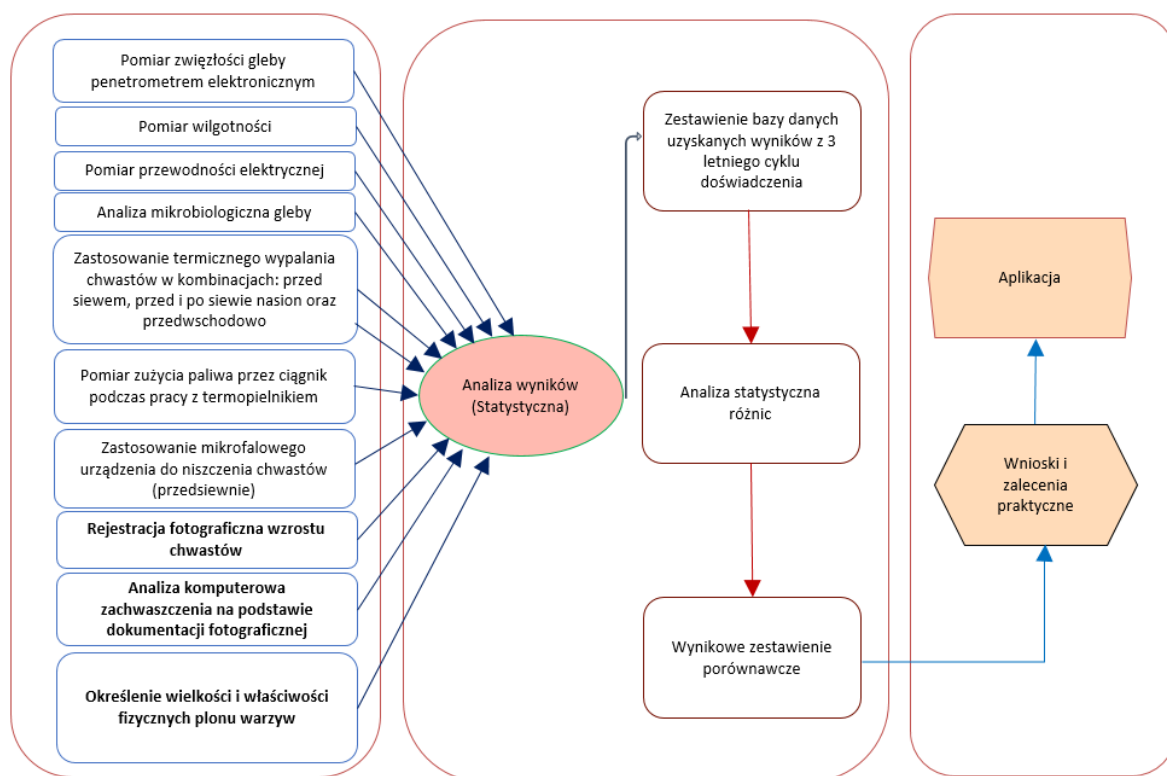 Pomiar zwięzłości gleby
penetrometrem elektronicznym
Pomiar wilgotności
Pomiar przewodności elektrycznej
Analiza mikrobiologiczna gleby
Zastosowanie termicznego wypalania
chwastów w kombinacjach: przed
siewem, przed i po siewie nasion oraz
przedwschodowo
Pomiar zużycia paliwa przez ciągnik
podczas pracy z termopielnikiem
Zastosowanie mikrofalowego
urządzenia do niszczenia chwastów
(przedsiewnie)
Rejestracja fotograficzna wzrostu
chwastów
Analiza komputerowa
zachwaszczenia na podstawie
dokumentacji fotograficznej
Określenie wielkości i właściwości
fizycznych plonu warzyw
Analiza wyników
(Statystyczna)
Zestawienie bazy danych
uzyskanych wyników z 3
letniego cyklu
doświadczenia
Analiza statystyczna
różnic
Wynikowe zestawienie
porównawcze
Aplikacja
Wnioski i
zalecenia
praktyczne